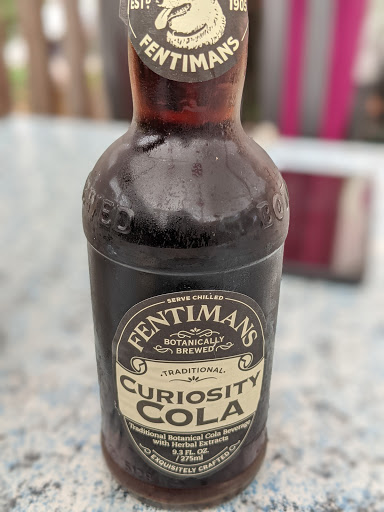 EST.D 1905
FENTIMANS
SERVE CHILLED
FENTIMANS
BOTANICALLY
BREWED
·TRADITIONAL·
CURIOSITY
COLA
Traditional Botanical Cola Beverage
with Herbal Extracts
9.3 FL. OZ.
/ 275ml
EXQUISITELY CRAFTED